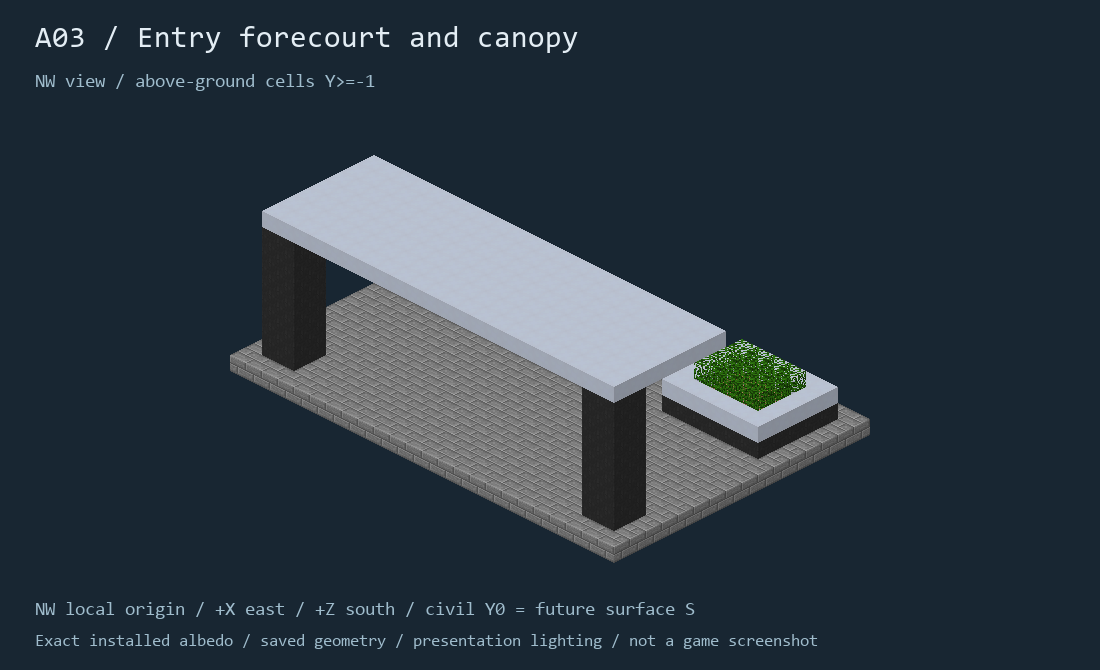 A03 / Entry forecourt and canopy
NW view / above-ground cells Y>=-1
NW local origin / +X east / +Z south / civil Y0 = future surface S
Exact installed albedo / saved geometry / presentation lighting / not a game screenshot